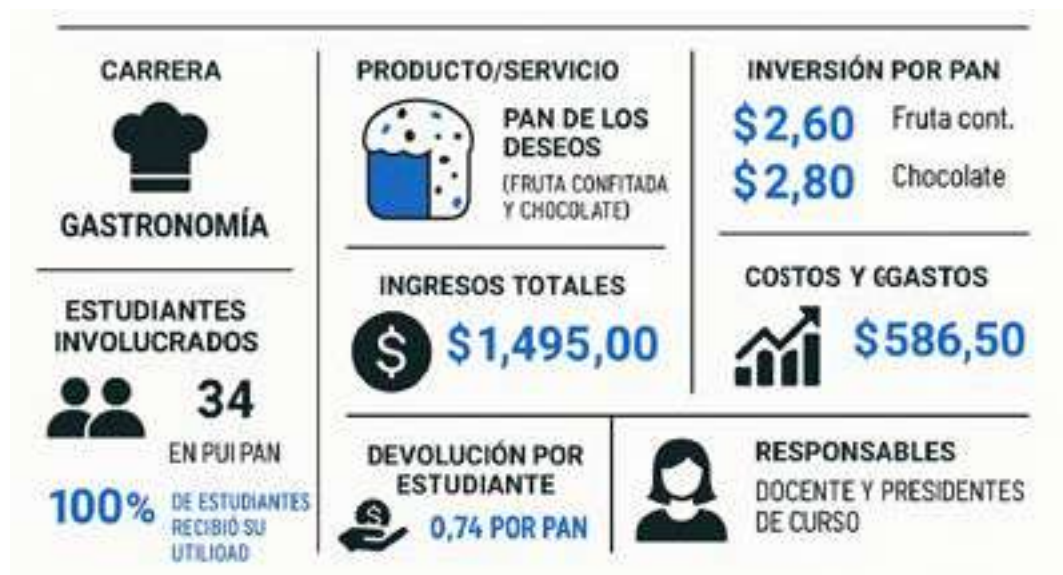 CARRERA
GASTRONOMÍA
ESTUDIANTES
INVOLUCRADOS
34
EN PUI PAN
100% DE ESTUDIANTES
RECIBIÓ SU
UTILIOAD
PRODUCTO/SERVICIO
PAN DE LOS
DESEOS
(FRUTA CONFITADA
Y CHOCOLATE)
INGRESOS TOTALES
$
$1,495,00
INVERSIÓN POR PAN
$2,60 Fruta cont.
$2,80 Chocolate
COSTOS Y GGASTOS
$586,50
DEVOLUCIÓN POR
ESTUDIANTE
$
0,74 POR PAN
RESPONSABLES
DOCENTE Y PRESIDENTES
DE CURSO